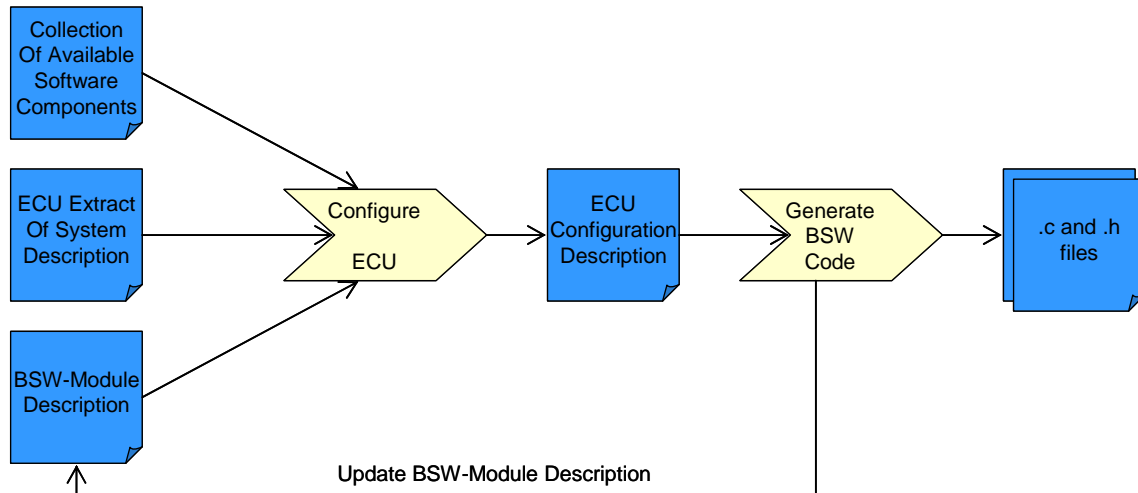 Collection
Of Available
Software
Components
ECU Extract
Of System
Description
BSW-Module
Description
Configure
ECU
ECU
Configuration
Description
Generate
BSW
Code
.c and .h
files
Update BSW-Module Description